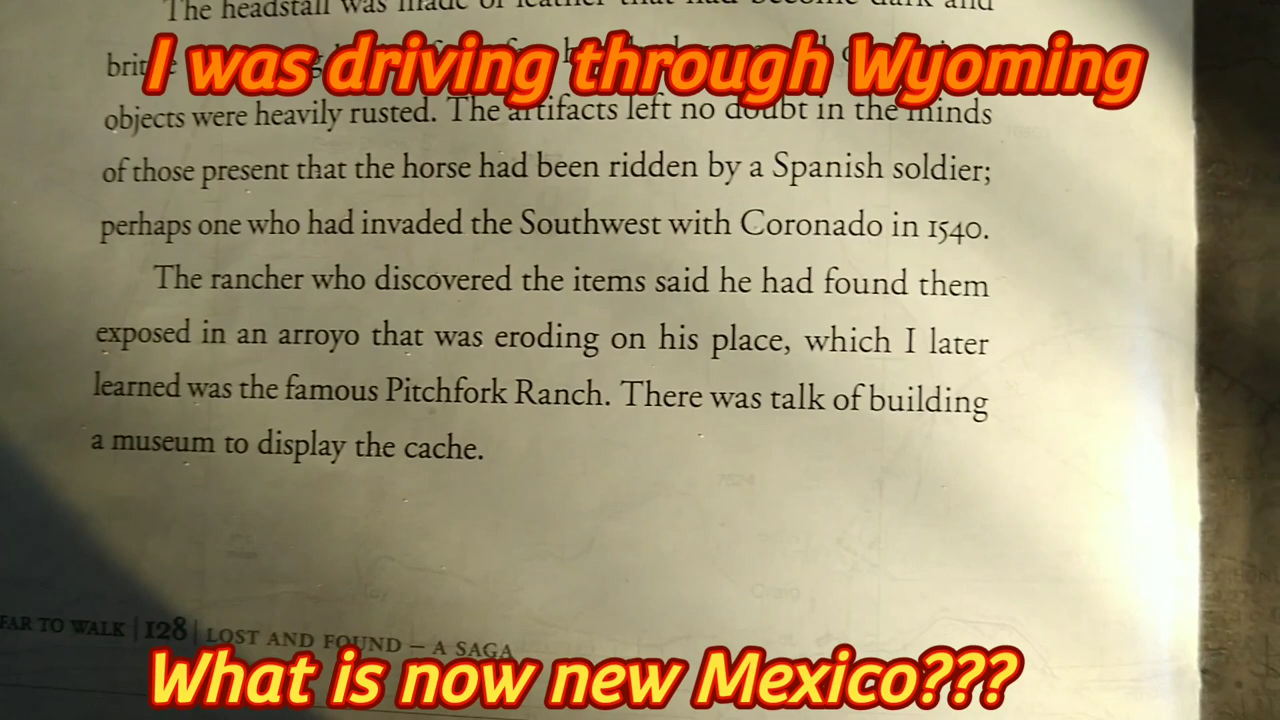 The headstall was made of leather that had become dark and
I was driving through Wyoming
objects were heavily rusted. The artifacts left no doubt in the minds
of those present that the horse had been ridden by a Spanish soldier;
perhaps one who had invaded the Southwest with Coronado in 1540.
The rancher who discovered the items said he had found them
exposed in an arroyo that was eroding on his place, which I later
learned was the famous Pitchfork Ranch. There was talk of building
a museum to display the cache.
FAR TO WALK | 128 | LOST AND FOUND – A SAGA
What is now new Mexico???